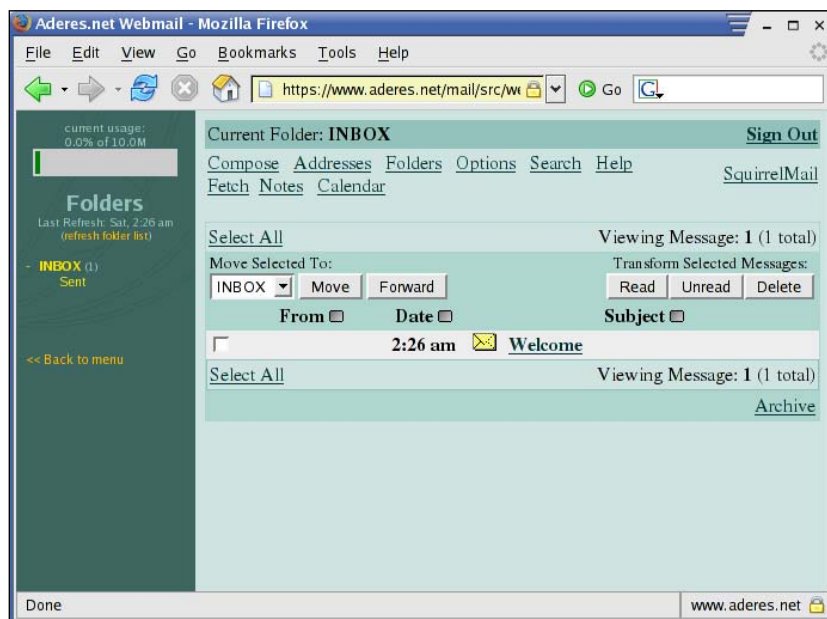 Aderes.net Webmail - Mozilla Firefox
File Edit View Go Bookmarks Tools Help
https://www.aderes.net/mail/src/we Go G
current usage:
0.0% of 10.0M
Folders
Last Refresh: Sat, 2:26 am
(refresh folder list)
- INBOX (1)
Sent
<< Back to menu
Current Folder: INBOX Sign Out
Compose Addresses Folders Options Search Help
Fetch Notes Calendar SquirrelMail
Select All Viewing Message: 1 (1 total)
Move Selected To: Transform Selected Messages:
INBOX Move Forward Read Unread Delete
From Date Subject
2:26 am Welcome
Select All Viewing Message: 1 (1 total)
Archive
Done www.aderes.net